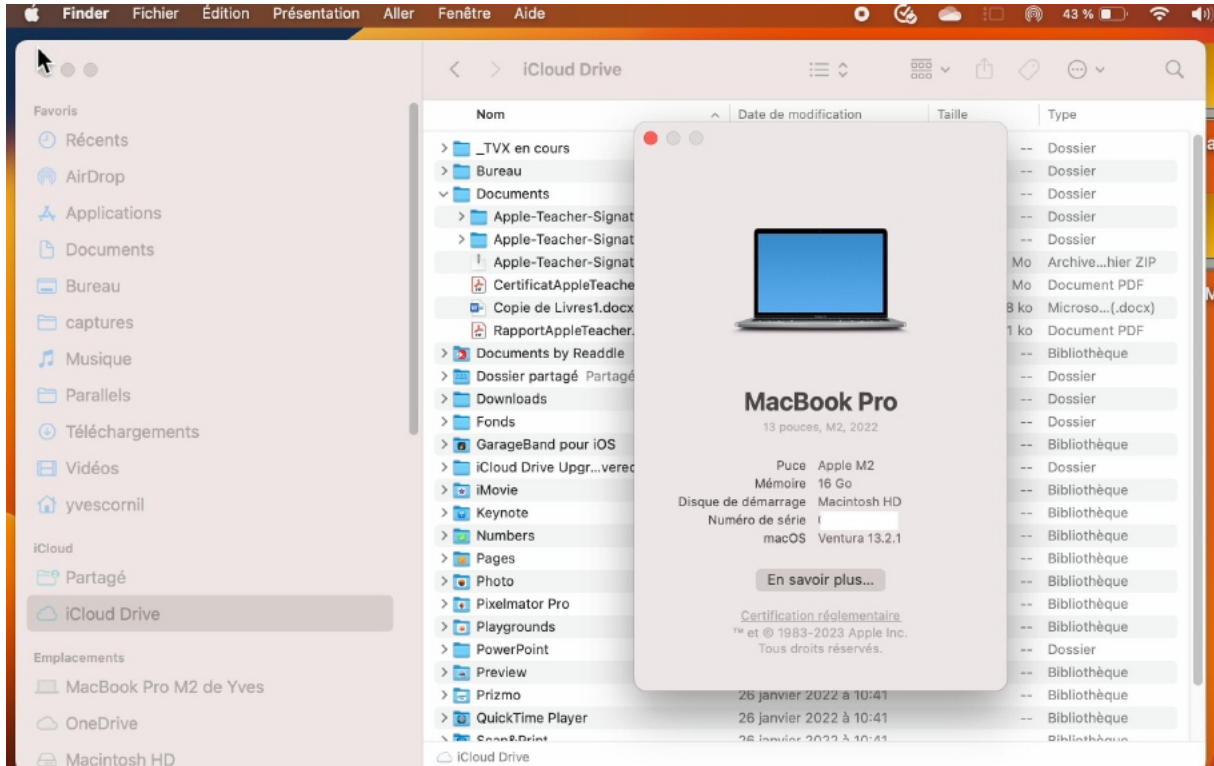 Finder Fichier Édition Présentation Aller Fenêtre Aide 43 %
iCloud Drive
Favoris
Récents
AirDrop
Applications
Documents
Bureau
captures
Musique
Parallels
Téléchargements
Vidéos
yvescornil
iCloud
Partagé
iCloud Drive
Emplacements
MacBook Pro M2 de Yves
OneDrive
Macintosh HD
Nom Date de modification Taille Type
_TVX en cours -- Dossier
Bureau -- Dossier
Documents -- Dossier
Apple-Teacher-Signat -- Dossier
Apple-Teacher-Signat -- Dossier
Apple-Teacher-Signat Mo Archive...hier ZIP
CertificatAppleTeache Mo Document PDF
Copie de Livres1.docx 8 ko Microso...(.docx)
RapportAppleTeacher. 1 ko Document PDF
Documents by Readdle -- Bibliothèque
Dossier partagé Partagé -- Dossier
Downloads -- Dossier
Fonds -- Dossier
GarageBand pour iOS -- Bibliothèque
iCloud Drive Upgr...vered -- Dossier
iMovie -- Bibliothèque
Keynote -- Bibliothèque
Numbers -- Bibliothèque
Pages -- Bibliothèque
Photo -- Bibliothèque
Pixelmator Pro -- Bibliothèque
Playgrounds -- Bibliothèque
PowerPoint -- Dossier
Preview -- Bibliothèque
Prizmo 26 janvier 2022 à 10:41 -- Bibliothèque
QuickTime Player 26 janvier 2022 à 10:41 -- Bibliothèque
Scan&Print 26 janvier 2022 à 10:41 -- Bibliothèque
iCloud Drive
MacBook Pro
13 pouces, M2, 2022
Puce Apple M2
Mémoire 16 Go
Disque de démarrage Macintosh HD
Numéro de série
macOS Ventura 13.2.1
En savoir plus...
Certification réglementaire
™ et © 1983-2023 Apple Inc.
Tous droits réservés.